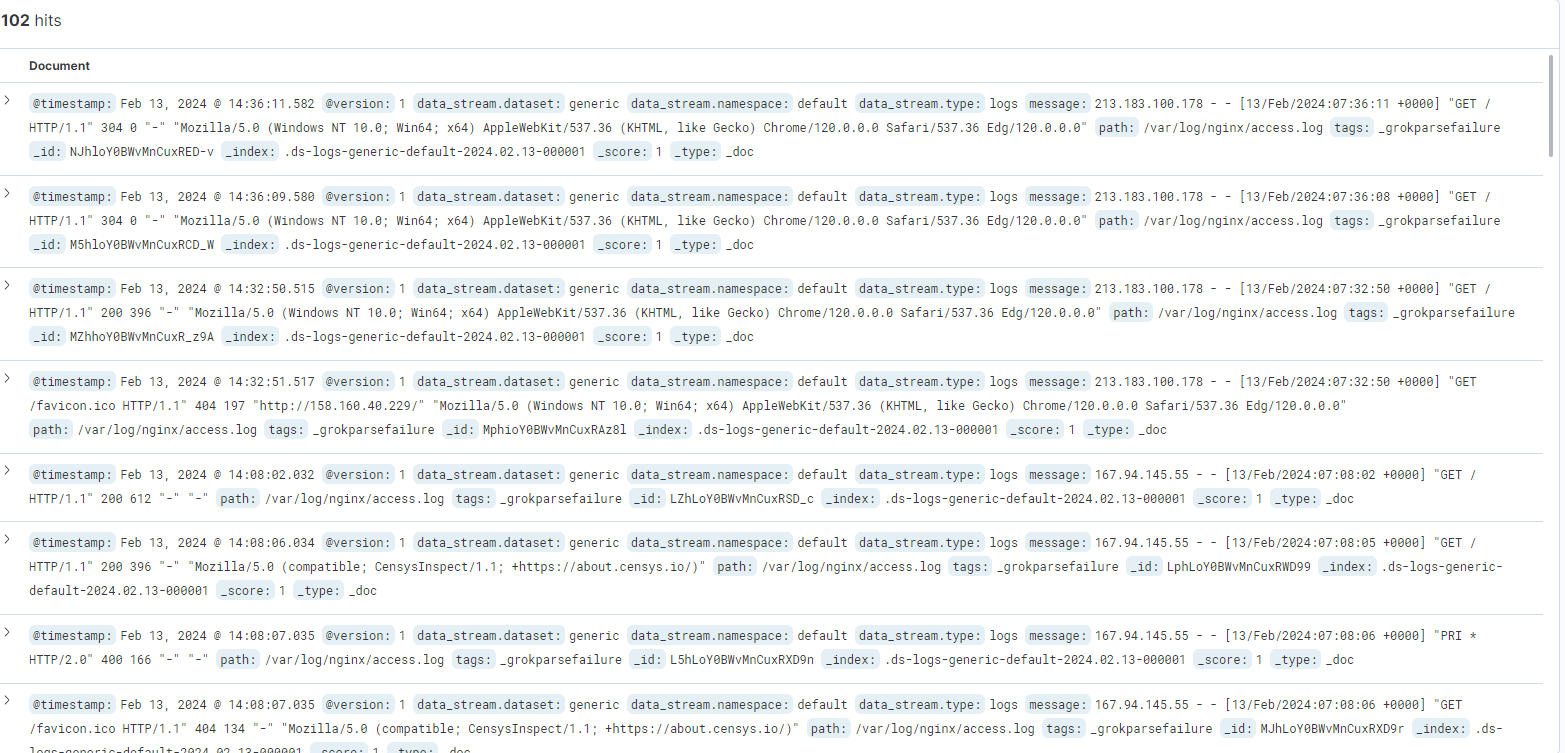 102 hits
Document
@timestamp: Feb 13, 2024 @ 14:36:11.582 @version: 1 data_stream.dataset: generic data_stream.namespace: default data_stream.type: logs message: 213.183.100.178 - - [13/Feb/2024:07:36:11 +0000] "GET /
HTTP/1.1" 304 0 "-" "Mozilla/5.0 (Windows NT 10.0; Win64; x64) AppleWebKit/537.36 (KHTML, like Gecko) Chrome/120.0.0.0 Safari/537.36 Edg/120.0.0.0" path: /var/log/nginx/access.log tags: _grokparsefailure
_id: NJhloY0BWvMnCuxRED-v _index: .ds-logs-generic-default-2024.02.13-000001 _score: 1 _type: _doc
@timestamp: Feb 13, 2024 @ 14:36:09.580 @version: 1 data_stream.dataset: generic data_stream.namespace: default data_stream.type: logs message: 213.183.100.178 - - [13/Feb/2024:07:36:08 +0000] "GET /
HTTP/1.1" 304 0 "-" "Mozilla/5.0 (Windows NT 10.0; Win64; x64) AppleWebKit/537.36 (KHTML, like Gecko) Chrome/120.0.0.0 Safari/537.36 Edg/120.0.0.0" path: /var/log/nginx/access.log tags: _grokparsefailure
_id: M5hloY0BWvMnCuxRCD_W _index: .ds-logs-generic-default-2024.02.13-000001 _score: 1 _type: _doc
@timestamp: Feb 13, 2024 @ 14:32:50.515 @version: 1 data_stream.dataset: generic data_stream.namespace: default data_stream.type: logs message: 213.183.100.178 - - [13/Feb/2024:07:32:50 +0000] "GET /
HTTP/1.1" 200 396 "-" "Mozilla/5.0 (Windows NT 10.0; Win64; x64) AppleWebKit/537.36 (KHTML, like Gecko) Chrome/120.0.0.0 Safari/537.36 Edg/120.0.0.0" path: /var/log/nginx/access.log tags: _grokparsefailure
_id: MZhhoY0BWvMnCuxR_z9A _index: .ds-logs-generic-default-2024.02.13-000001 _score: 1 _type: _doc
@timestamp: Feb 13, 2024 @ 14:32:51.517 @version: 1 data_stream.dataset: generic data_stream.namespace: default data_stream.type: logs message: 213.183.100.178 - - [13/Feb/2024:07:32:50 +0000] "GET
/favicon.ico HTTP/1.1" 404 197 "http://158.160.40.229/" "Mozilla/5.0 (Windows NT 10.0; Win64; x64) AppleWebKit/537.36 (KHTML, like Gecko) Chrome/120.0.0.0 Safari/537.36 Edg/120.0.0.0"
path: /var/log/nginx/access.log tags: _grokparsefailure _id: MphioY0BWvMnCuxRAz8l _index: .ds-logs-generic-default-2024.02.13-000001 _score: 1 _type: _doc
@timestamp: Feb 13, 2024 @ 14:08:02.032 @version: 1 data_stream.dataset: generic data_stream.namespace: default data_stream.type: logs message: 167.94.145.55 - - [13/Feb/2024:07:08:02 +0000] "GET /
HTTP/1.1" 200 612 "-" "-" path: /var/log/nginx/access.log tags: _grokparsefailure _id: LZhLoY0BWvMnCuxRSD_c _index: .ds-logs-generic-default-2024.02.13-000001 _score: 1 _type: _doc
@timestamp: Feb 13, 2024 @ 14:08:06.034 @version: 1 data_stream.dataset: generic data_stream.namespace: default data_stream.type: logs message: 167.94.145.55 - - [13/Feb/2024:07:08:05 +0000] "GET /
HTTP/1.1" 200 396 "-" "Mozilla/5.0 (compatible; CensysInspect/1.1; +https://about.censys.io/)" path: /var/log/nginx/access.log tags: _grokparsefailure _id: LphLoY0BWvMnCuxRWD99 _index: .ds-logs-generic-
default-2024.02.13-000001 _score: 1 _type: _doc
@timestamp: Feb 13, 2024 @ 14:08:07.035 @version: 1 data_stream.dataset: generic data_stream.namespace: default data_stream.type: logs message: 167.94.145.55 - - [13/Feb/2024:07:08:06 +0000] "PRI *
HTTP/2.0" 400 166 "-" "-" path: /var/log/nginx/access.log tags: _grokparsefailure _id: L5hLoY0BWvMnCuxRXD9n _index: .ds-logs-generic-default-2024.02.13-000001 _score: 1 _type: _doc
@timestamp: Feb 13, 2024 @ 14:08:07.035 @version: 1 data_stream.dataset: generic data_stream.namespace: default data_stream.type: logs message: 167.94.145.55 - - [13/Feb/2024:07:08:06 +0000] "GET
/favicon.ico HTTP/1.1" 404 134 "-" "Mozilla/5.0 (compatible; CensysInspect/1.1; +https://about.censys.io/)" path: /var/log/nginx/access.log tags: _grokparsefailure _id: MJhLoY0BWvMnCuxRXD9r _index: .ds-
logs-generic-default-2024.02.13-000001 _score: 1 _type: _doc